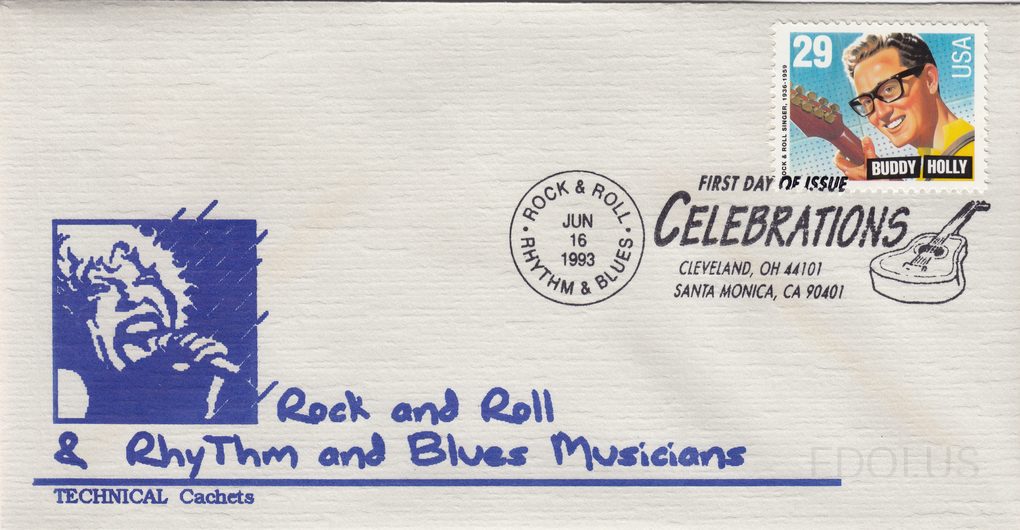 29
USA
ROCK & ROLL SINGER, 1936-1959
BUDDY HOLLY
FIRST DAY OF ISSUE
CELEBRATIONS
CLEVELAND, OH 44101
SANTA MONICA, CA 90401
ROCK & ROLL
JUN
16
1993
RHYTHM & BLUES
Rock and Roll
& RhyThm and Blues Musicians
TECHNICAL Cachets
EDOLUS